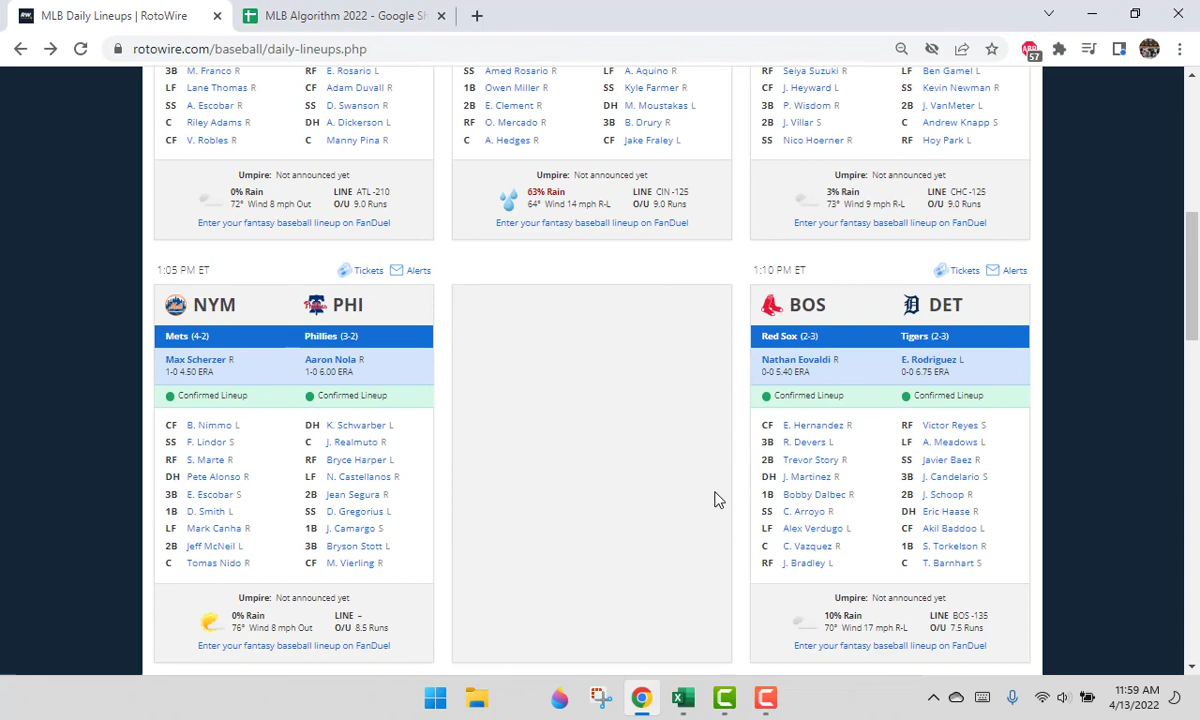 MLB Daily Lineups | RotoWire
MLB Algorithm 2022 - Google Sh
rotowire.com/baseball/daily-lineups.php
57
3B M. Franco R RF E. Rosario L
LF Lane Thomas R CF Adam Duvall R
SS A. Escobar R SS D. Swanson R
C Riley Adams R DH A. Dickerson L
CF V. Robles R C Manny Pina R
Umpire: Not announced yet
0% Rain LINE ATL -210
72° Wind 8 mph Out O/U 9.0 Runs
Enter your fantasy baseball lineup on FanDuel
SS Amed Rosario R LF A. Aquino R
1B Owen Miller R SS Kyle Farmer R
2B E. Clement R DH M. Moustakas L
RF O. Mercado R 3B B. Drury R
C A. Hedges R CF Jake Fraley L
Umpire: Not announced yet
63% Rain LINE CIN -125
64° Wind 14 mph R-L O/U 9.0 Runs
Enter your fantasy baseball lineup on FanDuel
RF Seiya Suzuki R LF Ben Gamel L
CF J. Heyward L SS Kevin Newman R
3B P. Wisdom R 2B J. VanMeter L
2B J. Villar S C Andrew Knapp S
SS Nico Hoerner R RF Hoy Park L
Umpire: Not announced yet
3% Rain LINE CHC -125
73° Wind 9 mph R-L O/U 9.0 Runs
Enter your fantasy baseball lineup on FanDuel
1:05 PM ET Tickets Alerts
NYM PHI
Mets (4-2) Phillies (3-2)
Max Scherzer R Aaron Nola R
1-0 4.50 ERA 1-0 6.00 ERA
Confirmed Lineup Confirmed Lineup
CF B. Nimmo L DH K. Schwarber L
SS F. Lindor S C J. Realmuto R
RF S. Marte R RF Bryce Harper L
DH Pete Alonso R LF N. Castellanos R
3B E. Escobar S 2B Jean Segura R
1B D. Smith L SS D. Gregorius L
LF Mark Canha R 1B J. Camargo S
2B Jeff McNeil L 3B Bryson Stott L
C Tomas Nido R CF M. Vierling R
Umpire: Not announced yet
0% Rain LINE –
76° Wind 8 mph Out O/U 8.5 Runs
Enter your fantasy baseball lineup on FanDuel
1:10 PM ET Tickets Alerts
BOS DET
Red Sox (2-3) Tigers (2-3)
Nathan Eovaldi R E. Rodriguez L
0-0 5.40 ERA 0-0 6.75 ERA
Confirmed Lineup Confirmed Lineup
CF E. Hernandez R RF Victor Reyes S
3B R. Devers L LF A. Meadows L
2B Trevor Story R SS Javier Baez R
DH J. Martinez R 3B J. Candelario S
1B Bobby Dalbec R 2B J. Schoop R
SS C. Arroyo R DH Eric Haase R
LF Alex Verdugo L CF Akil Baddoo L
C C. Vazquez R 1B S. Torkelson R
RF J. Bradley L C T. Barnhart S
Umpire: Not announced yet
10% Rain LINE BOS -135
70° Wind 17 mph R-L O/U 7.5 Runs
Enter your fantasy baseball lineup on FanDuel
11:59 AM
4/13/2022